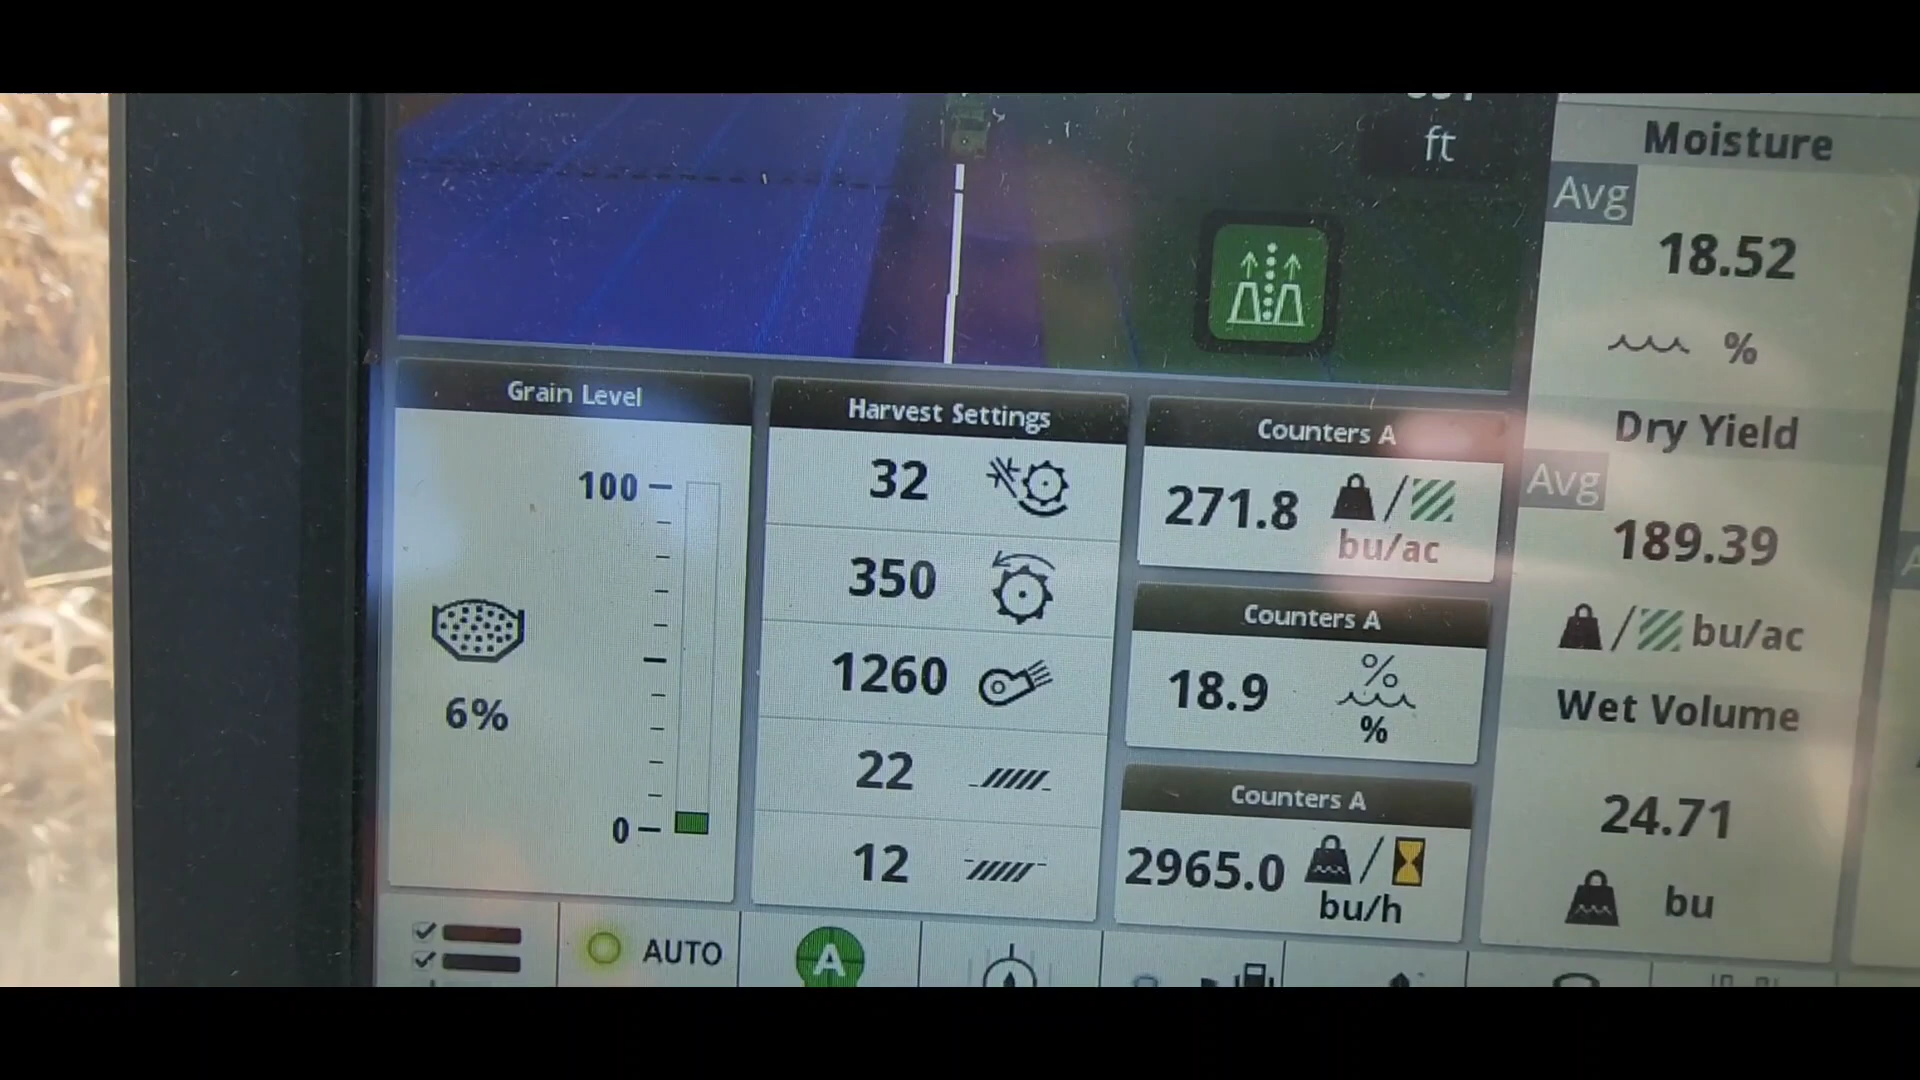 ft
Moisture
Avg
18.52
%
Dry Yield
Avg
189.39
/ bu/ac
Wet Volume
24.71
bu
Grain Level
100
6%
0
Harvest Settings
32
350
1260
22
12
Counters A
271.8 /
bu/ac
Counters A
18.9 %
%
Counters A
2965.0 /
bu/h
AUTO
A